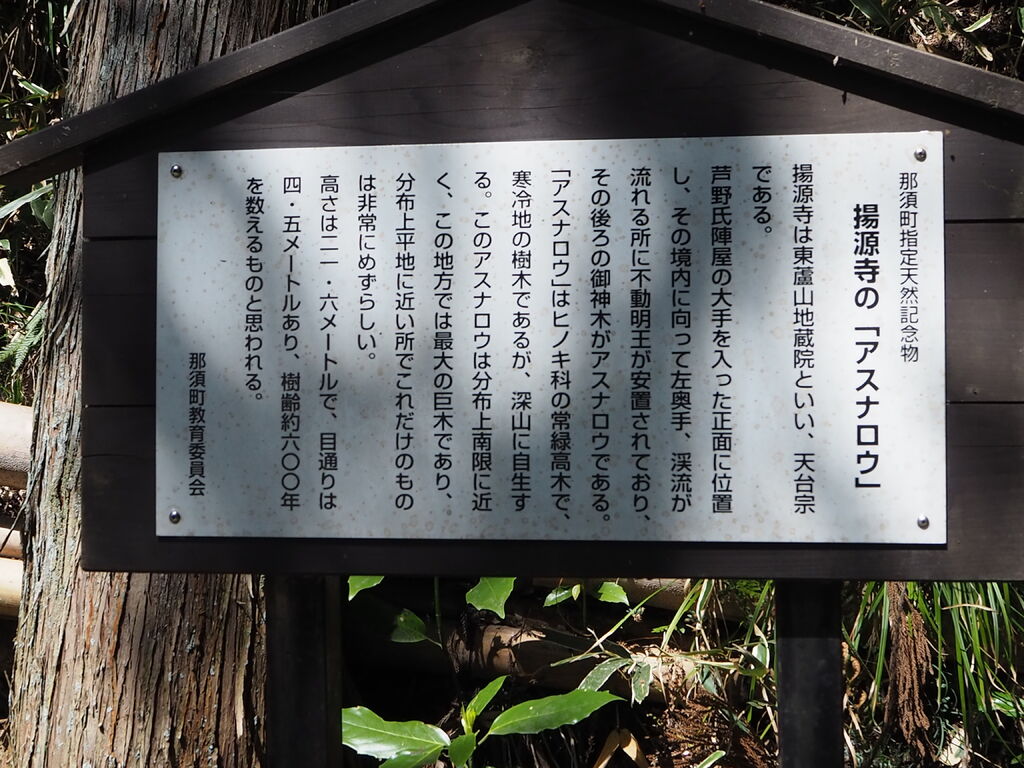 那須町指定天然記念物
揚源寺の「アスナロウ」
揚源寺は東蘆山地蔵院といい、天台宗
である。
芦野氏陣屋の大手を入った正面に位置
し、その境内に向って左奥手、渓流が
流れる所に不動明王が安置されており、
その後ろの御神木がアスナロウである。
「アスナロウ」はヒノキ科の常緑高木で、
寒冷地の樹木であるが、深山に自生す
る。このアスナロウは分布上南限に近
く、この地方では最大の巨木であり、
分布上平地に近い所でこれだけのもの
は非常にめずらしい。
高さは二一・六メートルで、目通りは
四・五メートルあり、樹齢約六〇〇年
を数えるものと思われる。
那須町教育委員会